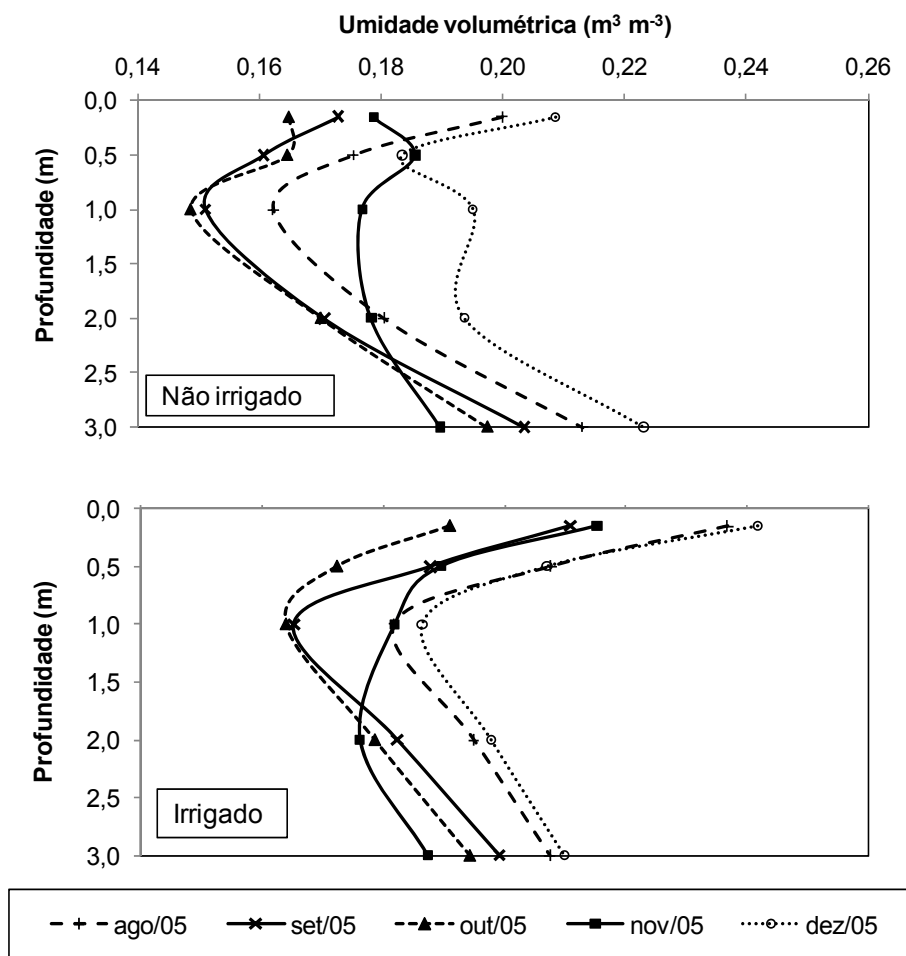 Umidade volumétrica (m³ m⁻³)
0,14 0,16 0,18 0,20 0,22 0,24 0,26
Profundidade (m)
0,0
0,5
1,0
1,5
2,0
2,5
3,0
Não irrigado
Profundidade (m)
0,0
0,5
1,0
1,5
2,0
2,5
3,0
Irrigado
ago/05 set/05 out/05 nov/05 dez/05